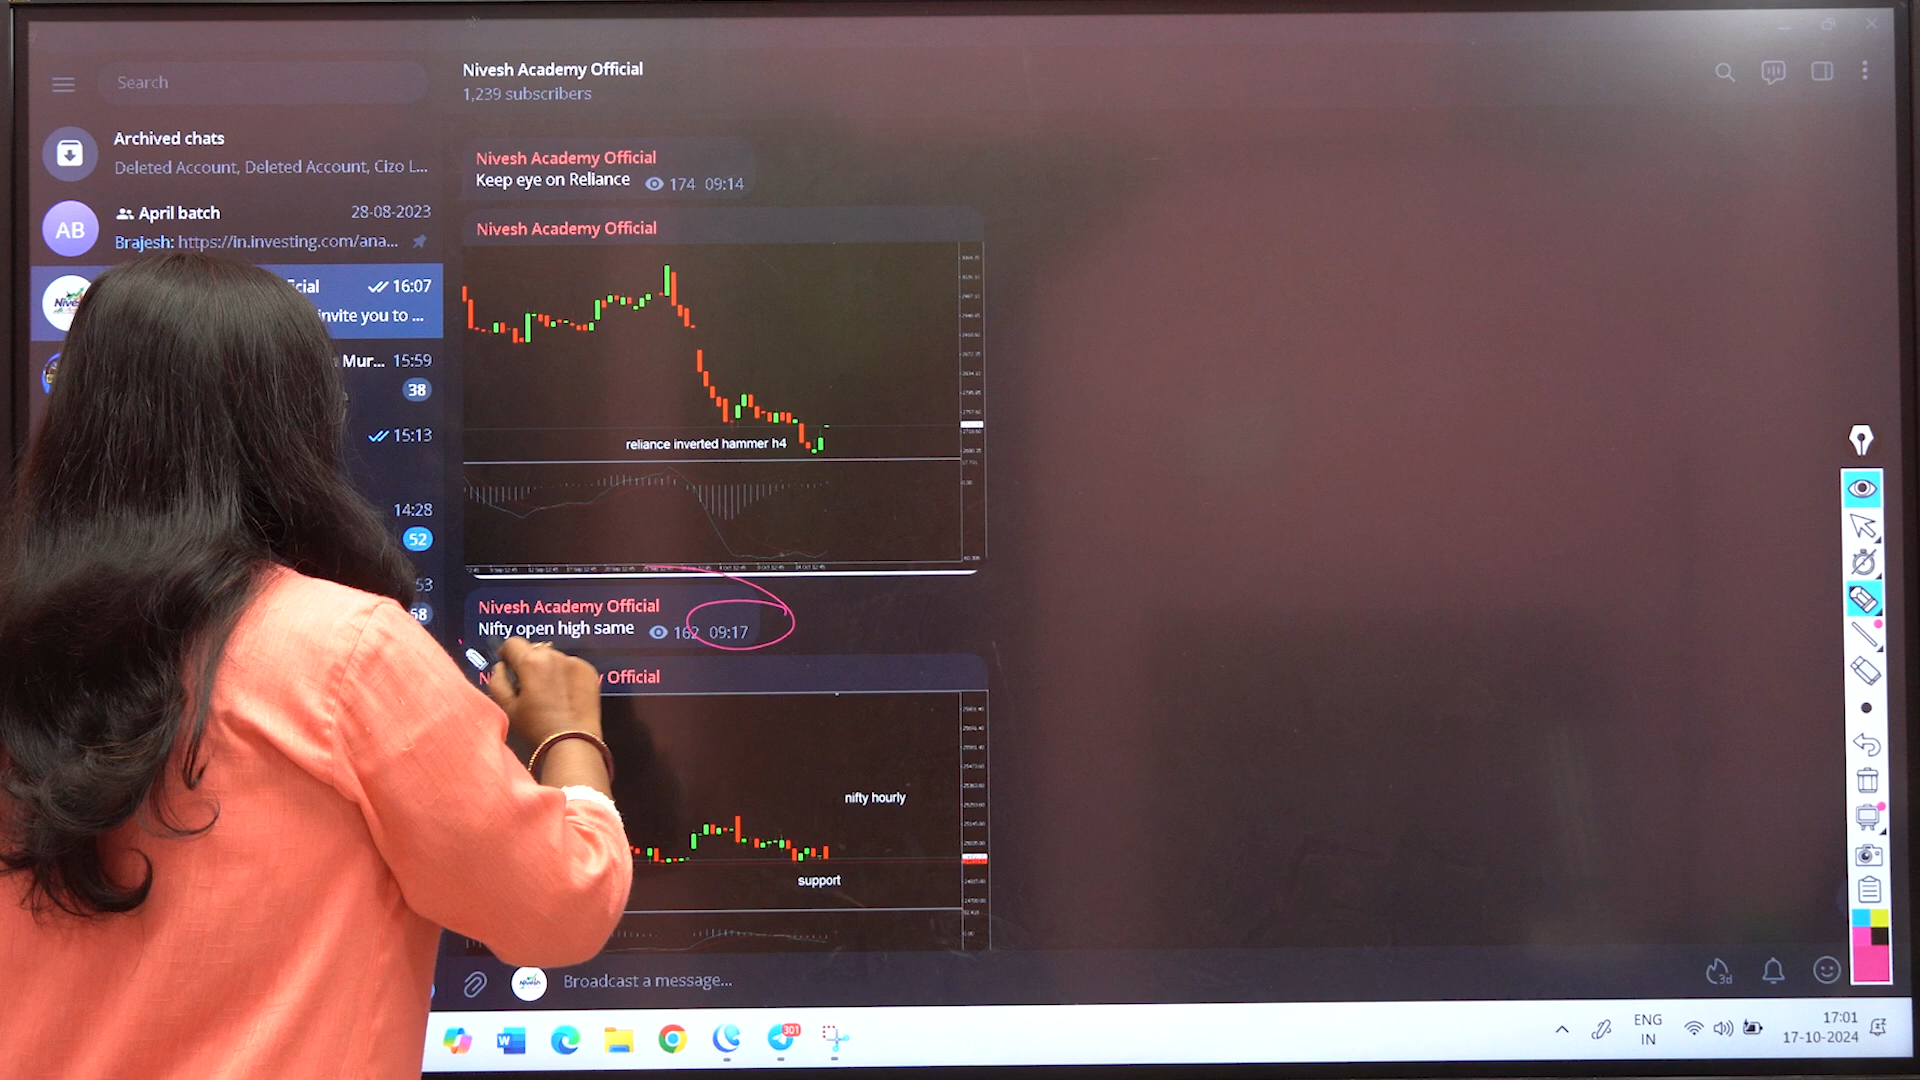 Search
Archived chats
Deleted Account, Deleted Account, Cizo L...
AB
April batch
28-08-2023
Brajesh: https://in.investing.com/ana...
16:07
invite you to ...
Mur... 15:59
38
15:13
14:28
52
53
58
Nivesh Academy Official
1,239 subscribers
Nivesh Academy Official
Keep eye on Reliance 174 09:14
Nivesh Academy Official
reliance inverted hammer h4
Nivesh Academy Official
Nifty open high same 162 09:17
nifty hourly
support
Broadcast a message...
3d
301
ENG
IN
17:01
17-10-2024